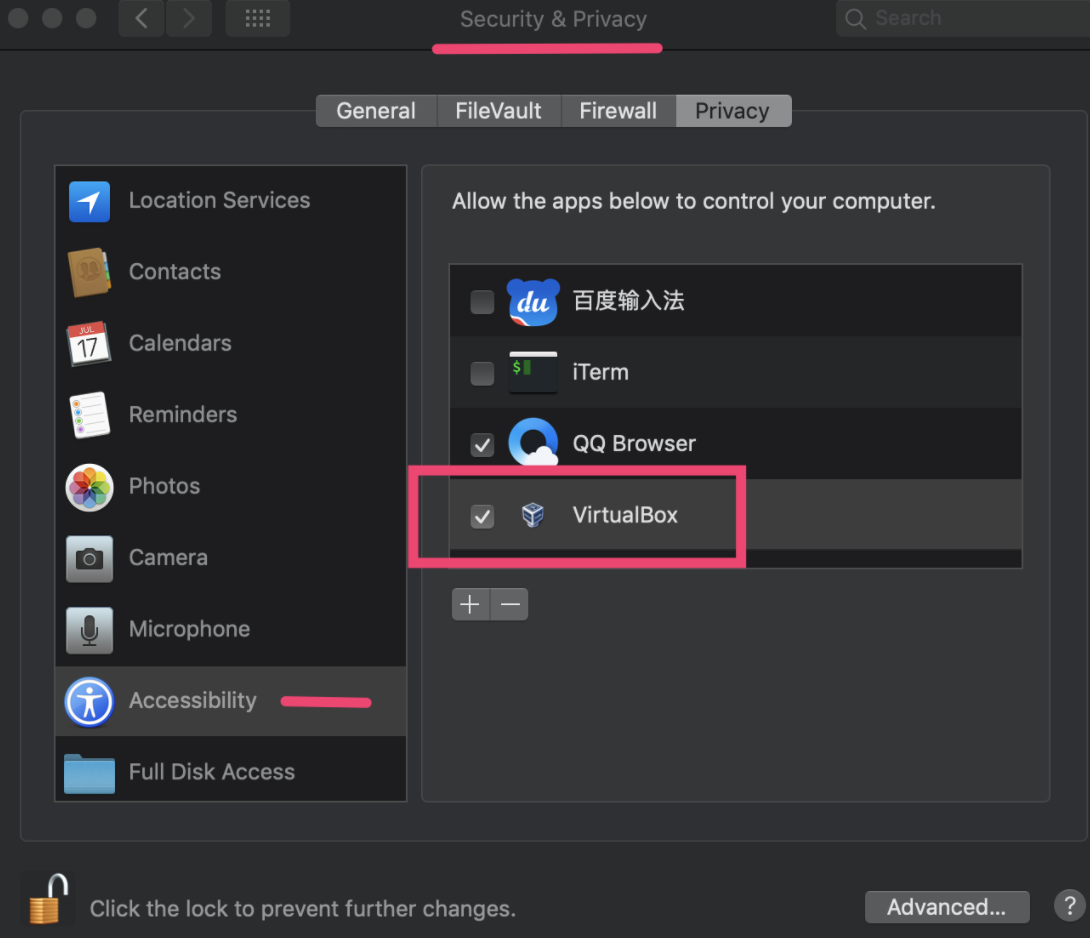 Security & Privacy
Search
General
FileVault
Firewall
Privacy
Location Services
Contacts
JUL
17
Calendars
Reminders
Photos
Camera
Microphone
Accessibility
Full Disk Access
Allow the apps below to control your computer.
du
百度输入法
$
iTerm
QQ Browser
VirtualBox
Click the lock to prevent further changes.
Advanced...
?